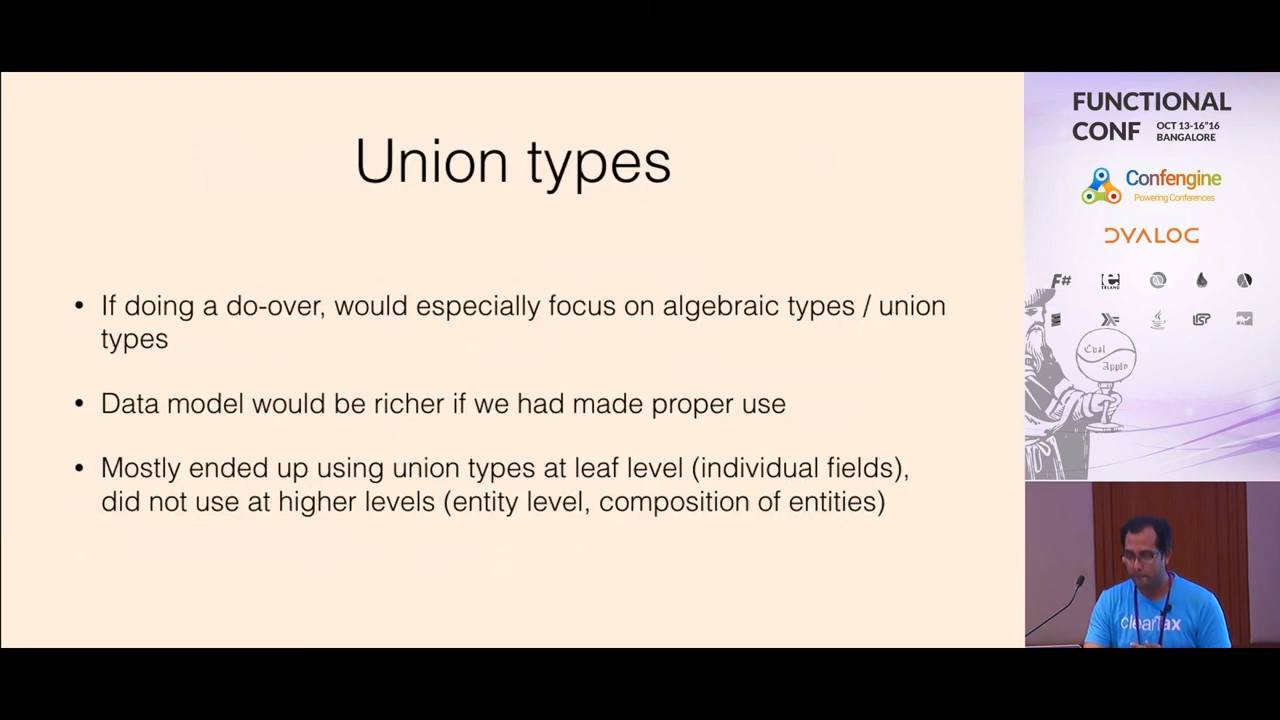 Union types
• If doing a do-over, would especially focus on algebraic types / union
types
• Data model would be richer if we had made proper use
• Mostly ended up using union types at leaf level (individual fields),
did not use at higher levels (entity level, composition of entities)
FUNCTIONAL
CONF
OCT 13-16"16
BANGALORE
Confengine
Powering Conferences
DYALOG
F#
ERLANG
LISP
Eval
Apply
clearTax